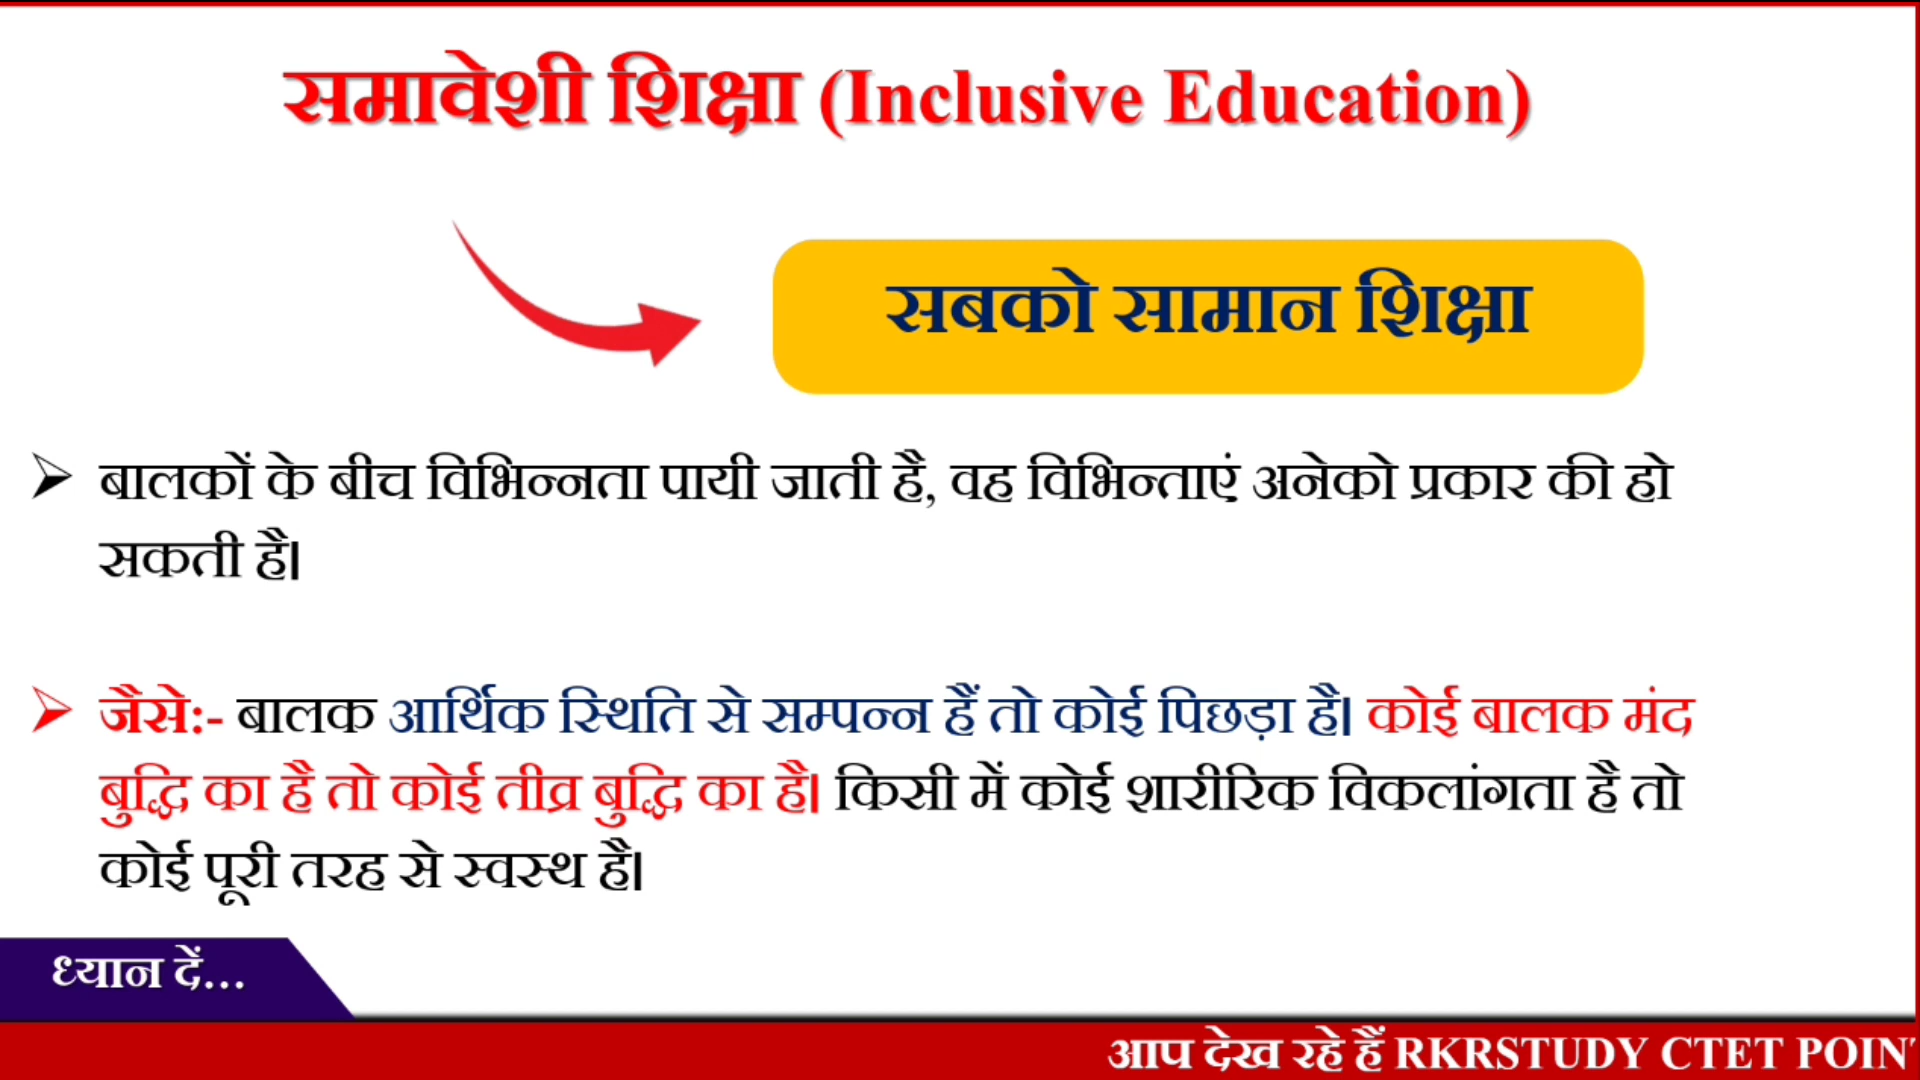 समावेशी शिक्षा (Inclusive Education)
सबको सामान शिक्षा
बालकों के बीच विभिन्नता पायी जाती है, वह विभिन्ताएं अनेको प्रकार की हो
सकती है।
जैसे:- बालक आर्थिक स्थिति से सम्पन्न हैं तो कोई पिछड़ा है। कोई बालक मंद
बुद्धि का है तो कोई तीव्र बुद्धि का है। किसी में कोई शारीरिक विकलांगता है तो
कोई पूरी तरह से स्वस्थ है।
ध्यान दें...
आप देख रहे हैं RKRSTUDY CTET POIN